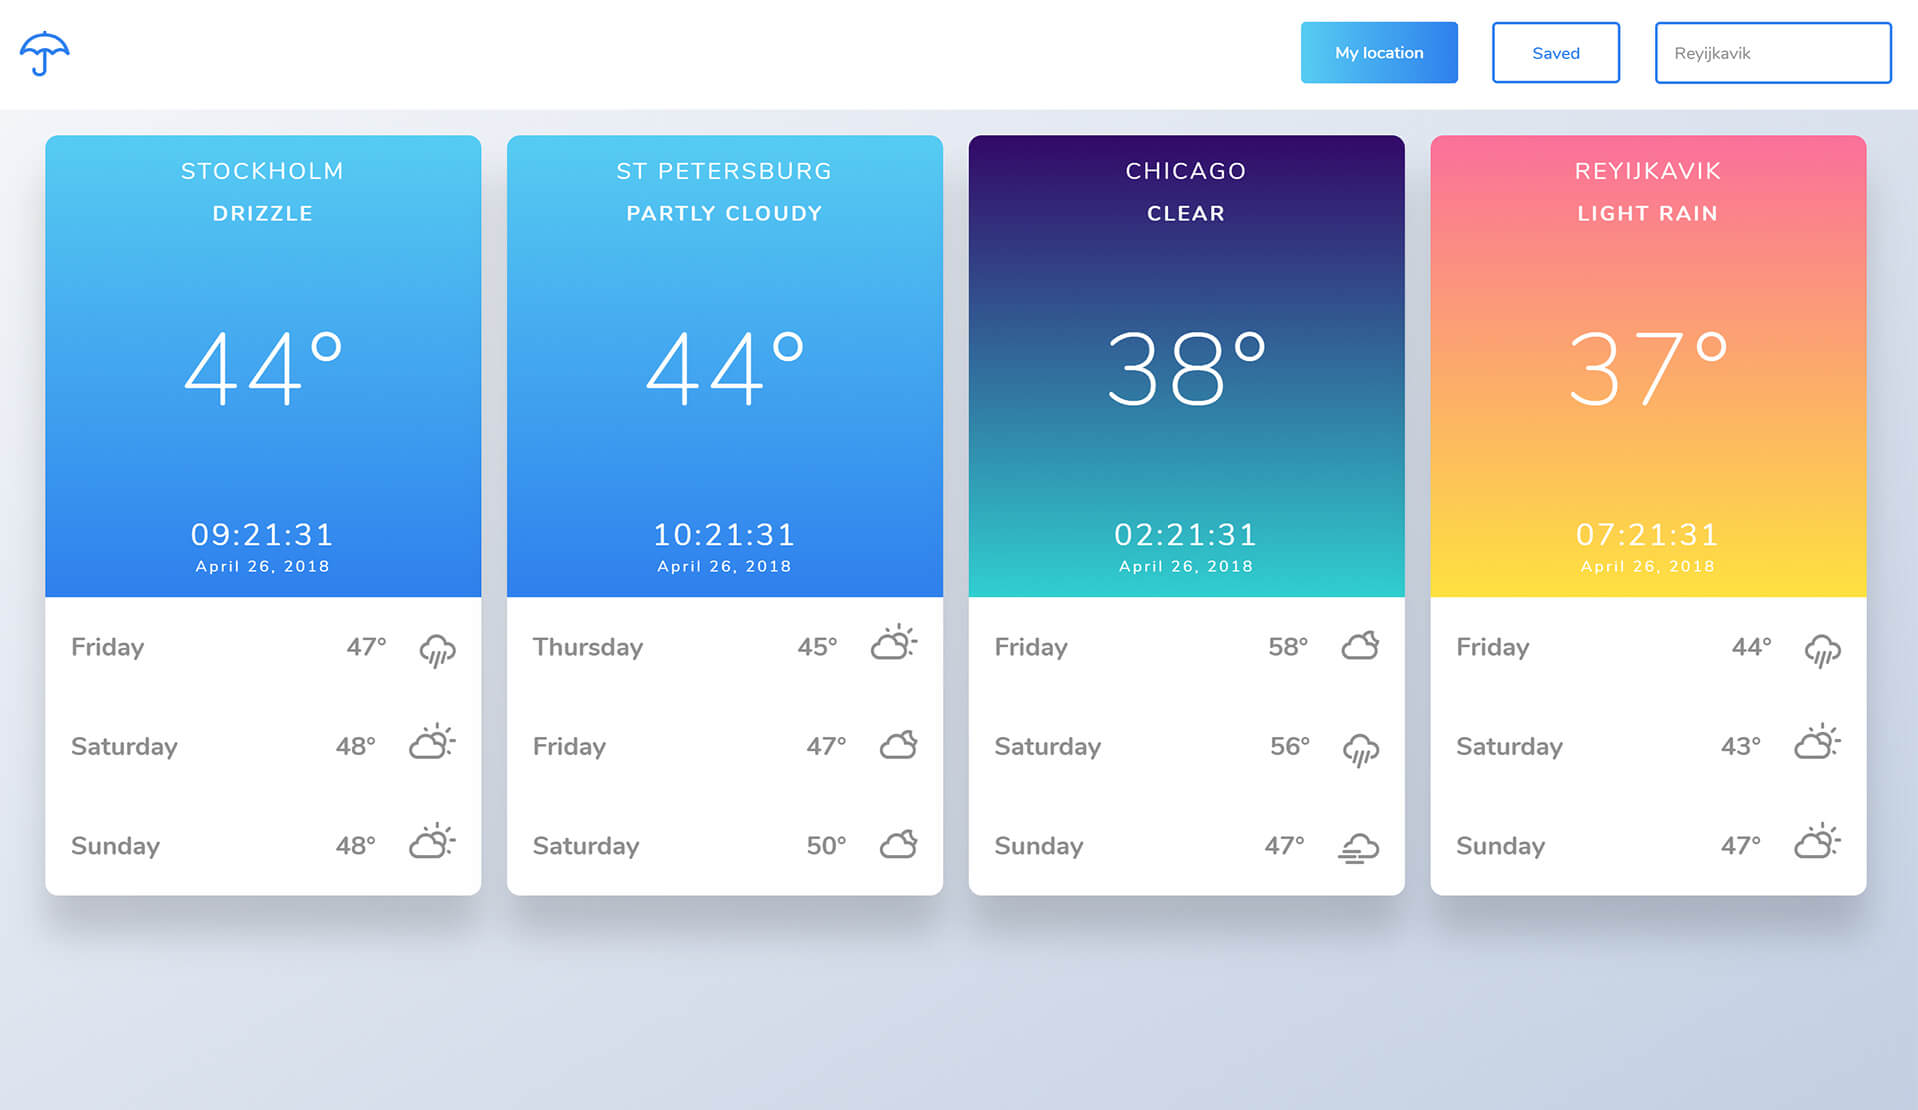 My location
Saved
Reyijkavik
STOCKHOLM
DRIZZLE
44°
09:21:31
April 26, 2018
Friday 47°
Saturday 48°
Sunday 48°
ST PETERSBURG
PARTLY CLOUDY
44°
10:21:31
April 26, 2018
Thursday 45°
Friday 47°
Saturday 50°
CHICAGO
CLEAR
38°
02:21:31
April 26, 2018
Friday 58°
Saturday 56°
Sunday 47°
REYIJKAVIK
LIGHT RAIN
37°
07:21:31
April 26, 2018
Friday 44°
Saturday 43°
Sunday 47°